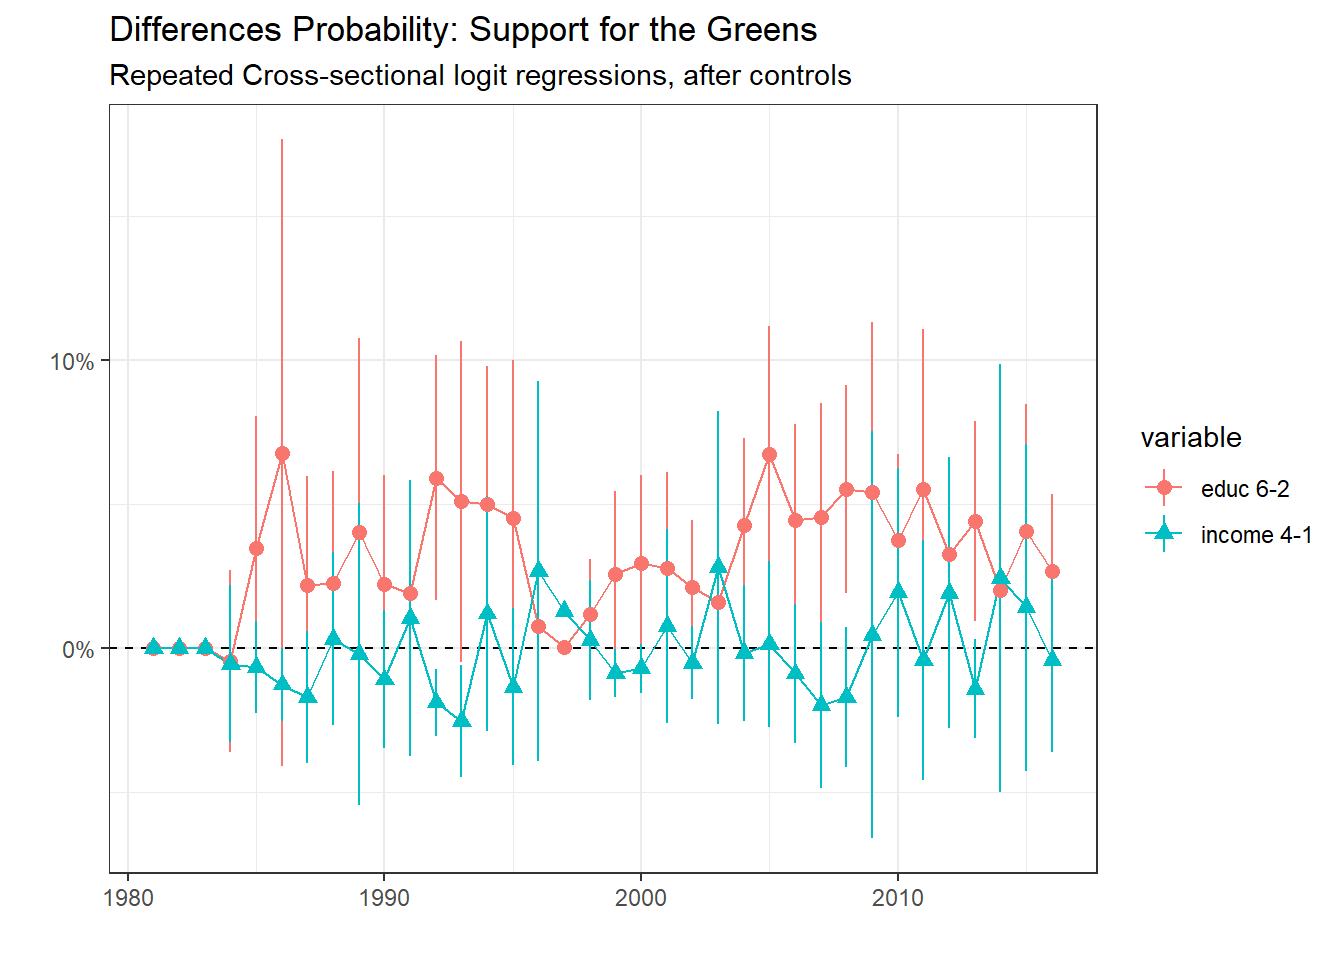 Differences Probability: Support for the Greens
Repeated Cross-sectional logit regressions, after controls
10%
0%
1980
1990
2000
2010
variable
educ 6-2
income 4-1